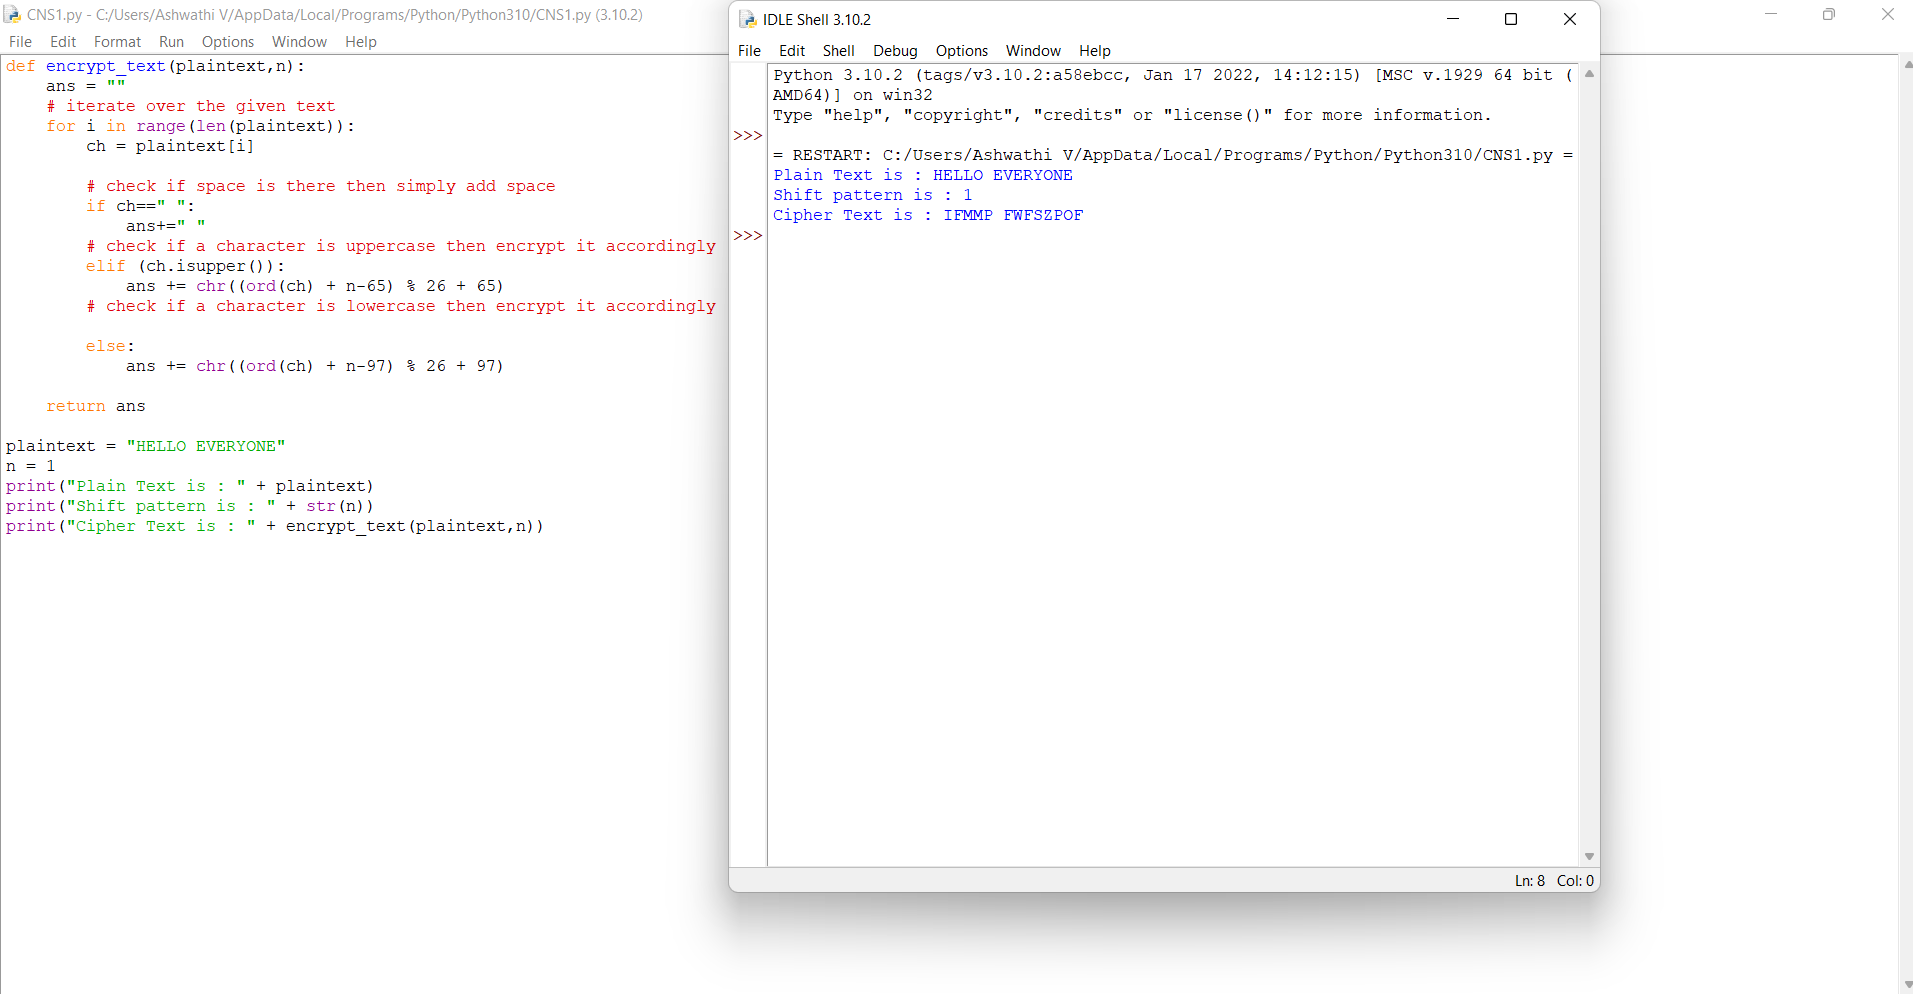 CNS1.py - C:/Users/Ashwathi V/AppData/Local/Programs/Python/Python310/CNS1.py (3.10.2)
File Edit Format Run Options Window Help
def encrypt_text(plaintext,n):
    ans = ""
    # iterate over the given text
    for i in range(len(plaintext)):
        ch = plaintext[i]

        # check if space is there then simply add space
        if ch==" ":
            ans+=" "
        # check if a character is uppercase then encrypt it accordingly
        elif (ch.isupper()):
            ans += chr((ord(ch) + n-65) % 26 + 65)
        # check if a character is lowercase then encrypt it accordingly

        else:
            ans += chr((ord(ch) + n-97) % 26 + 97)

    return ans

plaintext = "HELLO EVERYONE"
n = 1
print("Plain Text is : " + plaintext)
print("Shift pattern is : " + str(n))
print("Cipher Text is : " + encrypt_text(plaintext,n))
IDLE Shell 3.10.2
File Edit Shell Debug Options Window Help
Python 3.10.2 (tags/v3.10.2:a58ebcc, Jan 17 2022, 14:12:15) [MSC v.1929 64 bit (
AMD64)] on win32
Type "help", "copyright", "credits" or "license()" for more information.
>>>
= RESTART: C:/Users/Ashwathi V/AppData/Local/Programs/Python/Python310/CNS1.py =
Plain Text is : HELLO EVERYONE
Shift pattern is : 1
Cipher Text is : IFMMP FWFSZPOF
>>>
Ln: 8 Col: 0